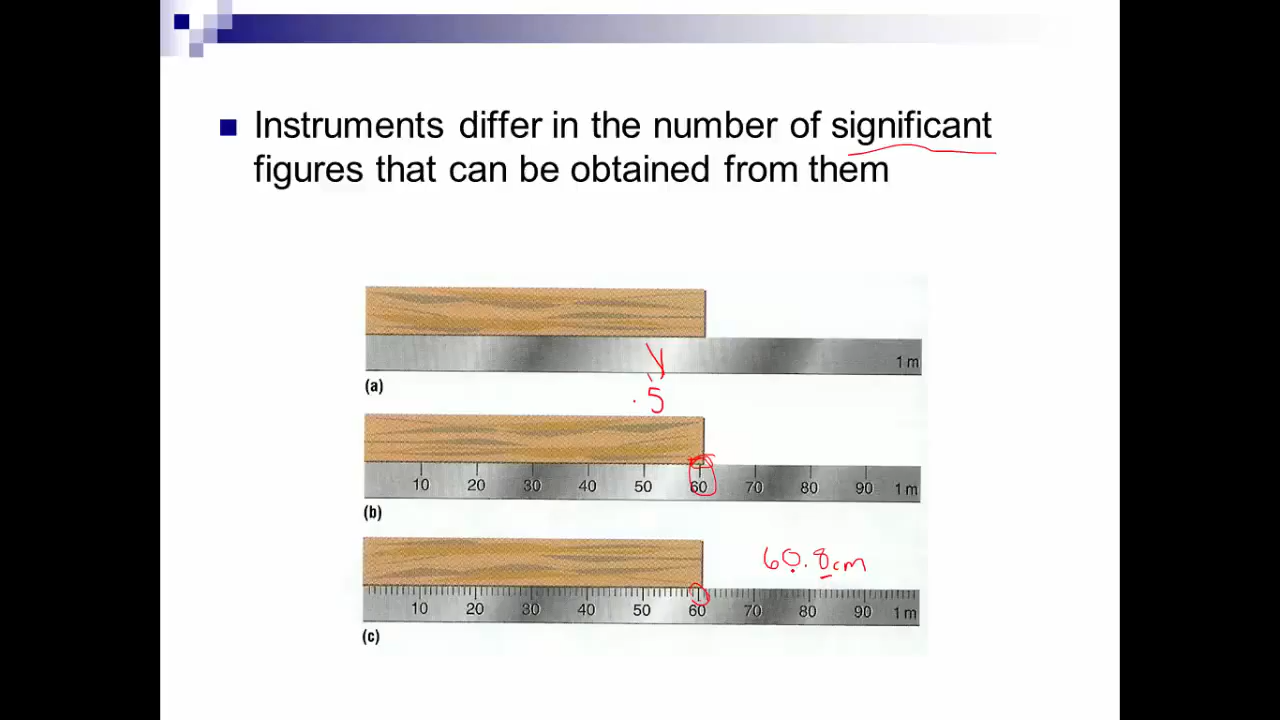 Instruments differ in the number of significant
figures that can be obtained from them
1 m
(a)
.5
10 20 30 40 50 60 70 80 90 1 m
(b)
60.8cm
10 20 30 40 50 60 70 80 90 1 m
(c)